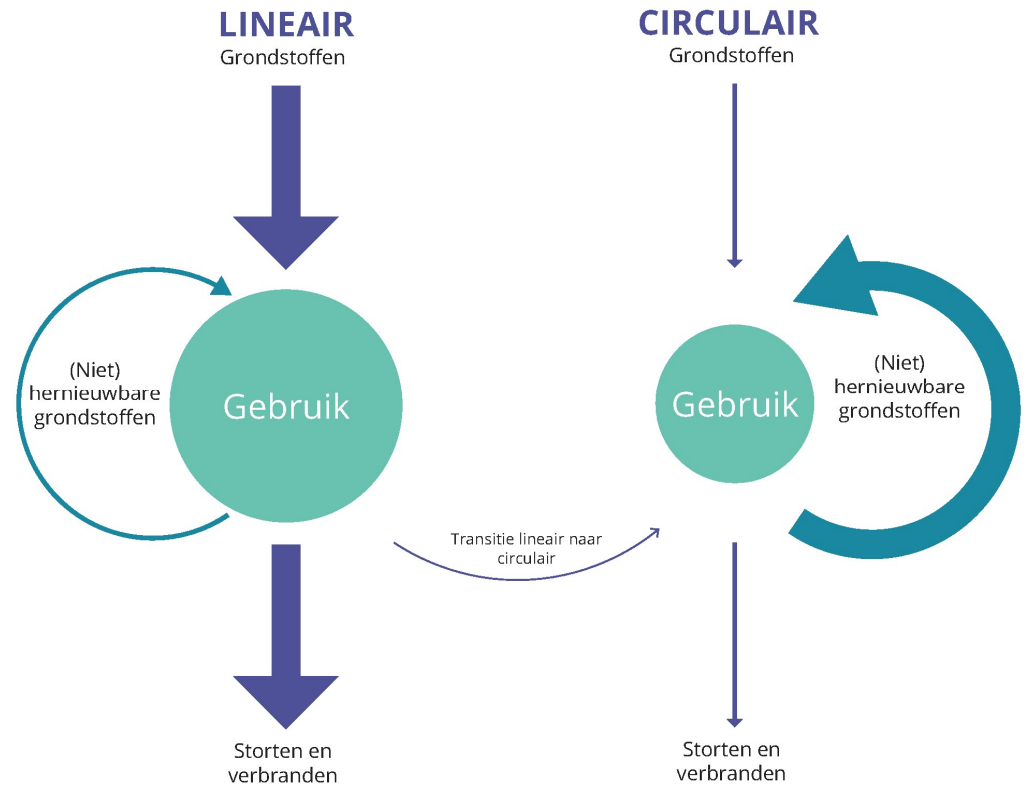 LINEAIR
Grondstoffen
(Niet)
hernieuwbare
grondstoffen
Gebruik
Storten en
verbranden
Transitie lineair naar
circulair
CIRCULAIR
Grondstoffen
Gebruik
(Niet)
hernieuwbare
grondstoffen
Storten en
verbranden